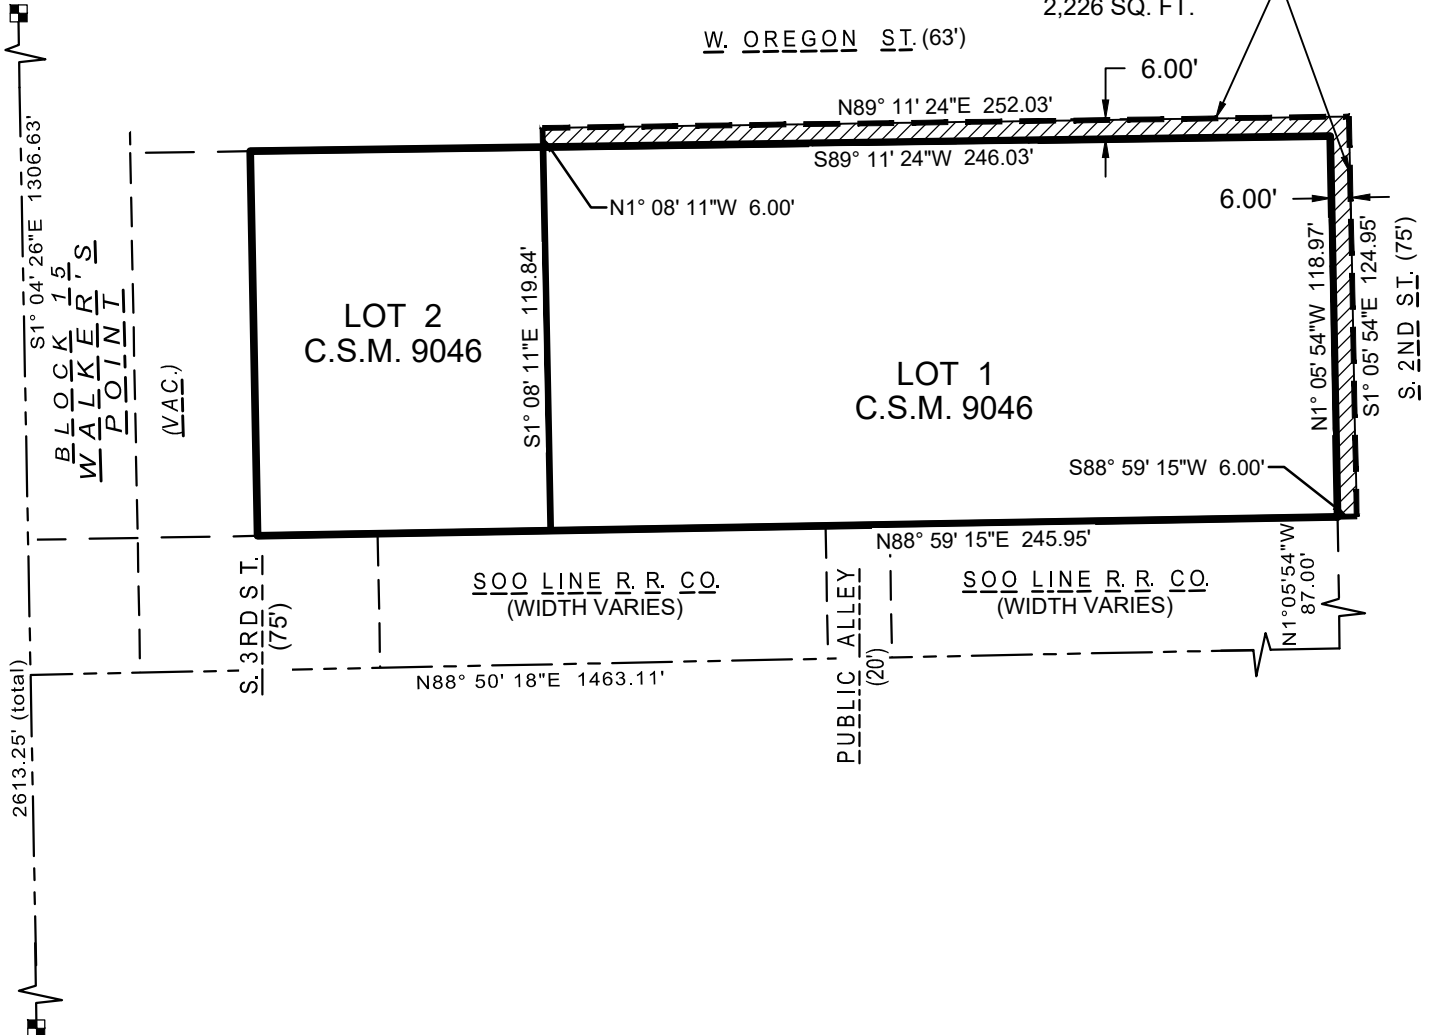 2,226 SQ. FT.
W. OREGON ST. (63')
6.00'
N89° 11' 24"E 252.03'
S89° 11' 24"W 246.03'
N1° 08' 11"W 6.00'
6.00'
S1° 04' 26"E 1306.63'
BLOCK 15
WALKER'S
POINT
(VAC.)
LOT 2
C.S.M. 9046
S1° 08' 11"E 119.84'
LOT 1
C.S.M. 9046
N1° 05' 54"W 118.97'
S1° 05' 54"E 124.95'
S. 2ND ST. (75')
S88° 59' 15"W 6.00'
N88° 59' 15"E 245.95'
S. 3RD ST.
(75')
SOO LINE R. R. CO.
(WIDTH VARIES)
PUBLIC ALLEY
(20')
SOO LINE R. R. CO.
(WIDTH VARIES)
N1°05'54"W
87.00'
N88° 50' 18"E 1463.11'
2613.25' (total)